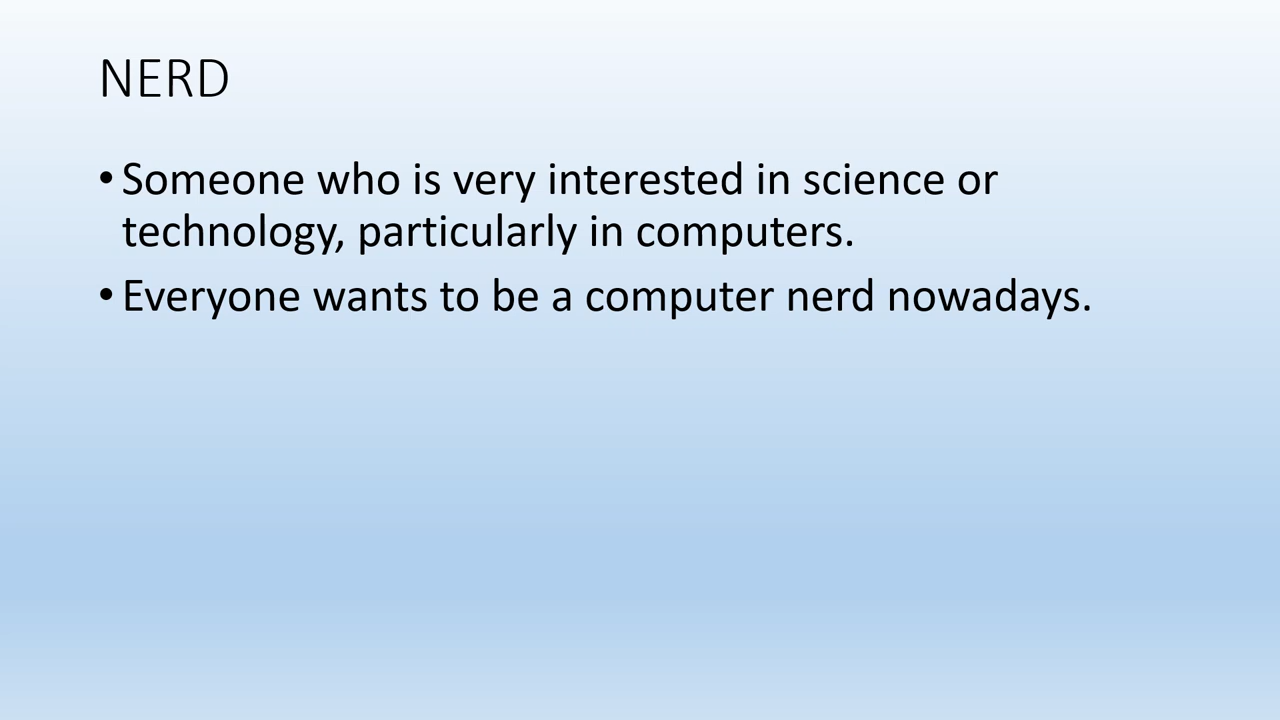 NERD
• Someone who is very interested in science or
technology, particularly in computers.
• Everyone wants to be a computer nerd nowadays.